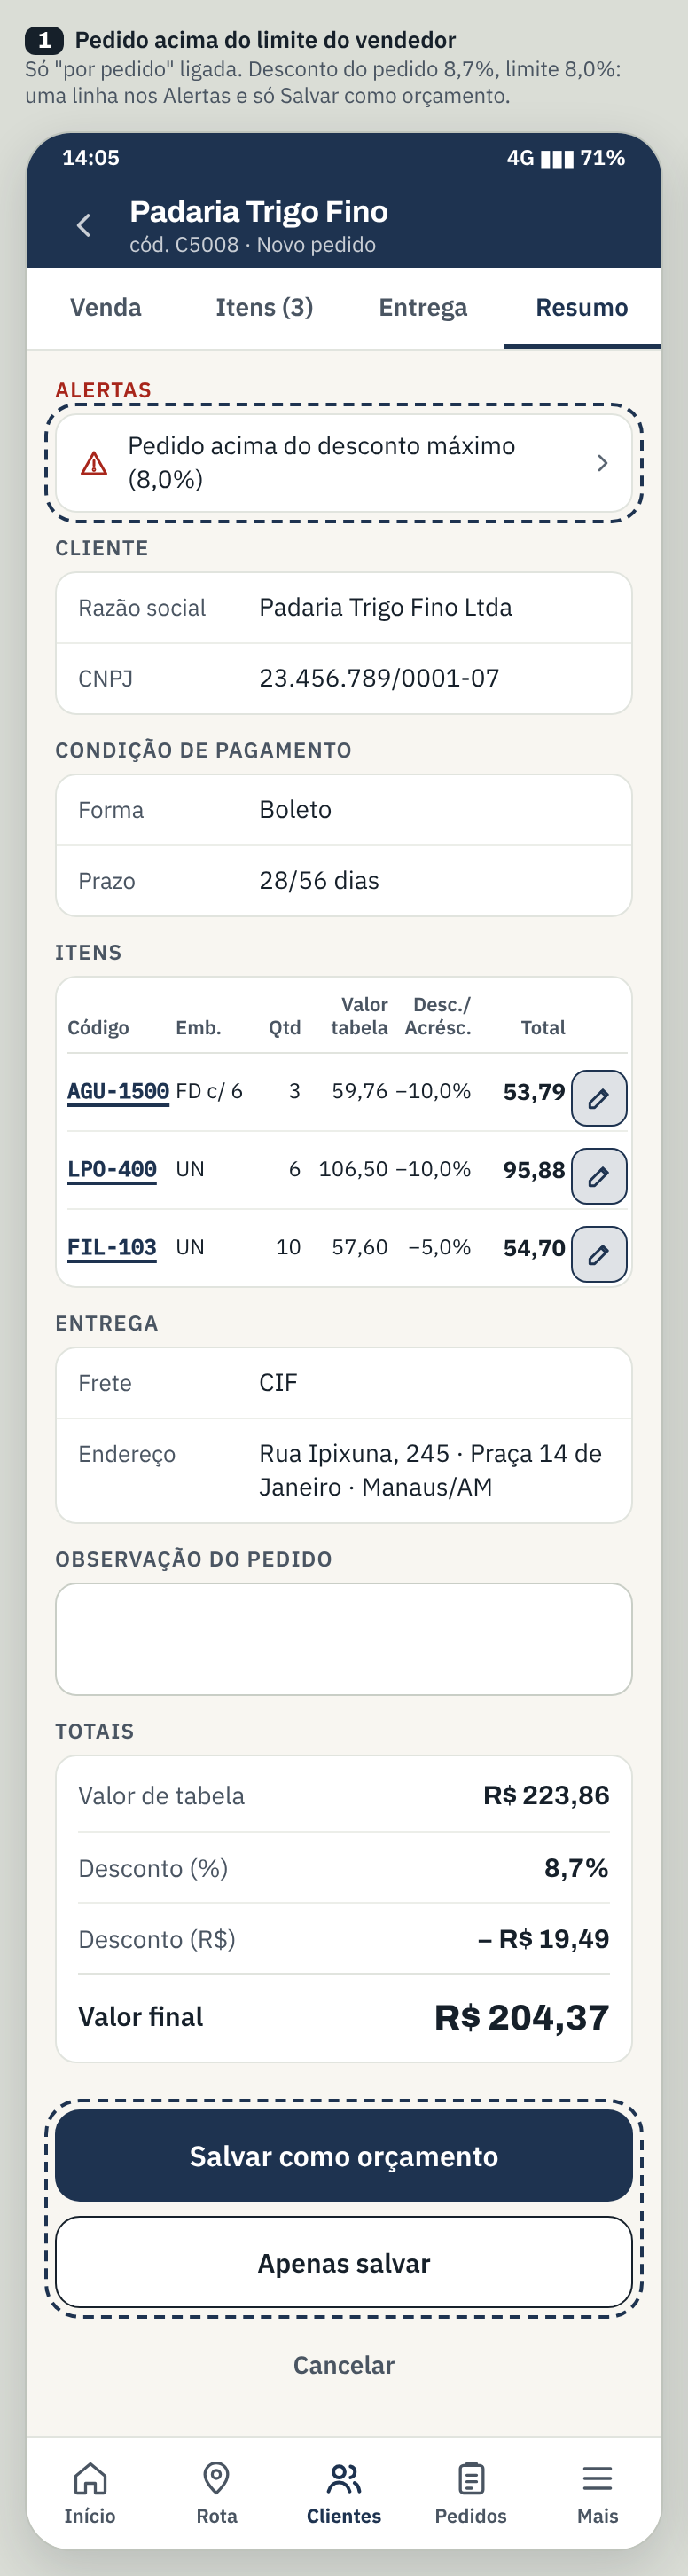 1 Pedido acima do limite do vendedor
Só "por pedido" ligada. Desconto do pedido 8,7%, limite 8,0%:
uma linha nos Alertas e só Salvar como orçamento.
14:05 4G 71%
Padaria Trigo Fino
cód. C5008 · Novo pedido
Venda Itens (3) Entrega Resumo
ALERTAS
Pedido acima do desconto máximo
(8,0%)
CLIENTE
Razão social Padaria Trigo Fino Ltda
CNPJ 23.456.789/0001-07
CONDIÇÃO DE PAGAMENTO
Forma Boleto
Prazo 28/56 dias
ITENS
Valor Desc./
Código Emb. Qtd tabela Acrésc. Total
AGU-1500 FD c/ 6 3 59,76 −10,0% 53,79
LPO-400 UN 6 106,50 −10,0% 95,88
FIL-103 UN 10 57,60 −5,0% 54,70
ENTREGA
Frete CIF
Endereço Rua Ipixuna, 245 · Praça 14 de
Janeiro · Manaus/AM
OBSERVAÇÃO DO PEDIDO
TOTAIS
Valor de tabela R$ 223,86
Desconto (%) 8,7%
Desconto (R$) – R$ 19,49
Valor final R$ 204,37
Salvar como orçamento
Apenas salvar
Cancelar
Início Rota Clientes Pedidos Mais